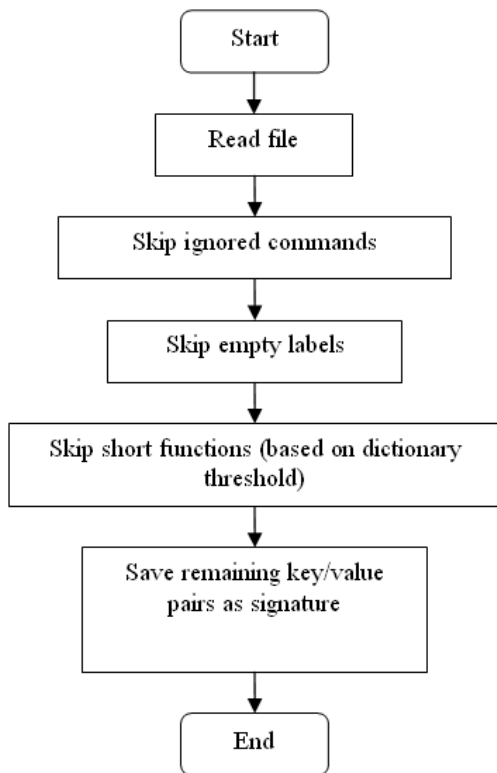 Start
Read file
Skip ignored commands
Skip empty labels
Skip short functions (based on dictionary
threshold)
Save remaining key/value
pairs as signature
End